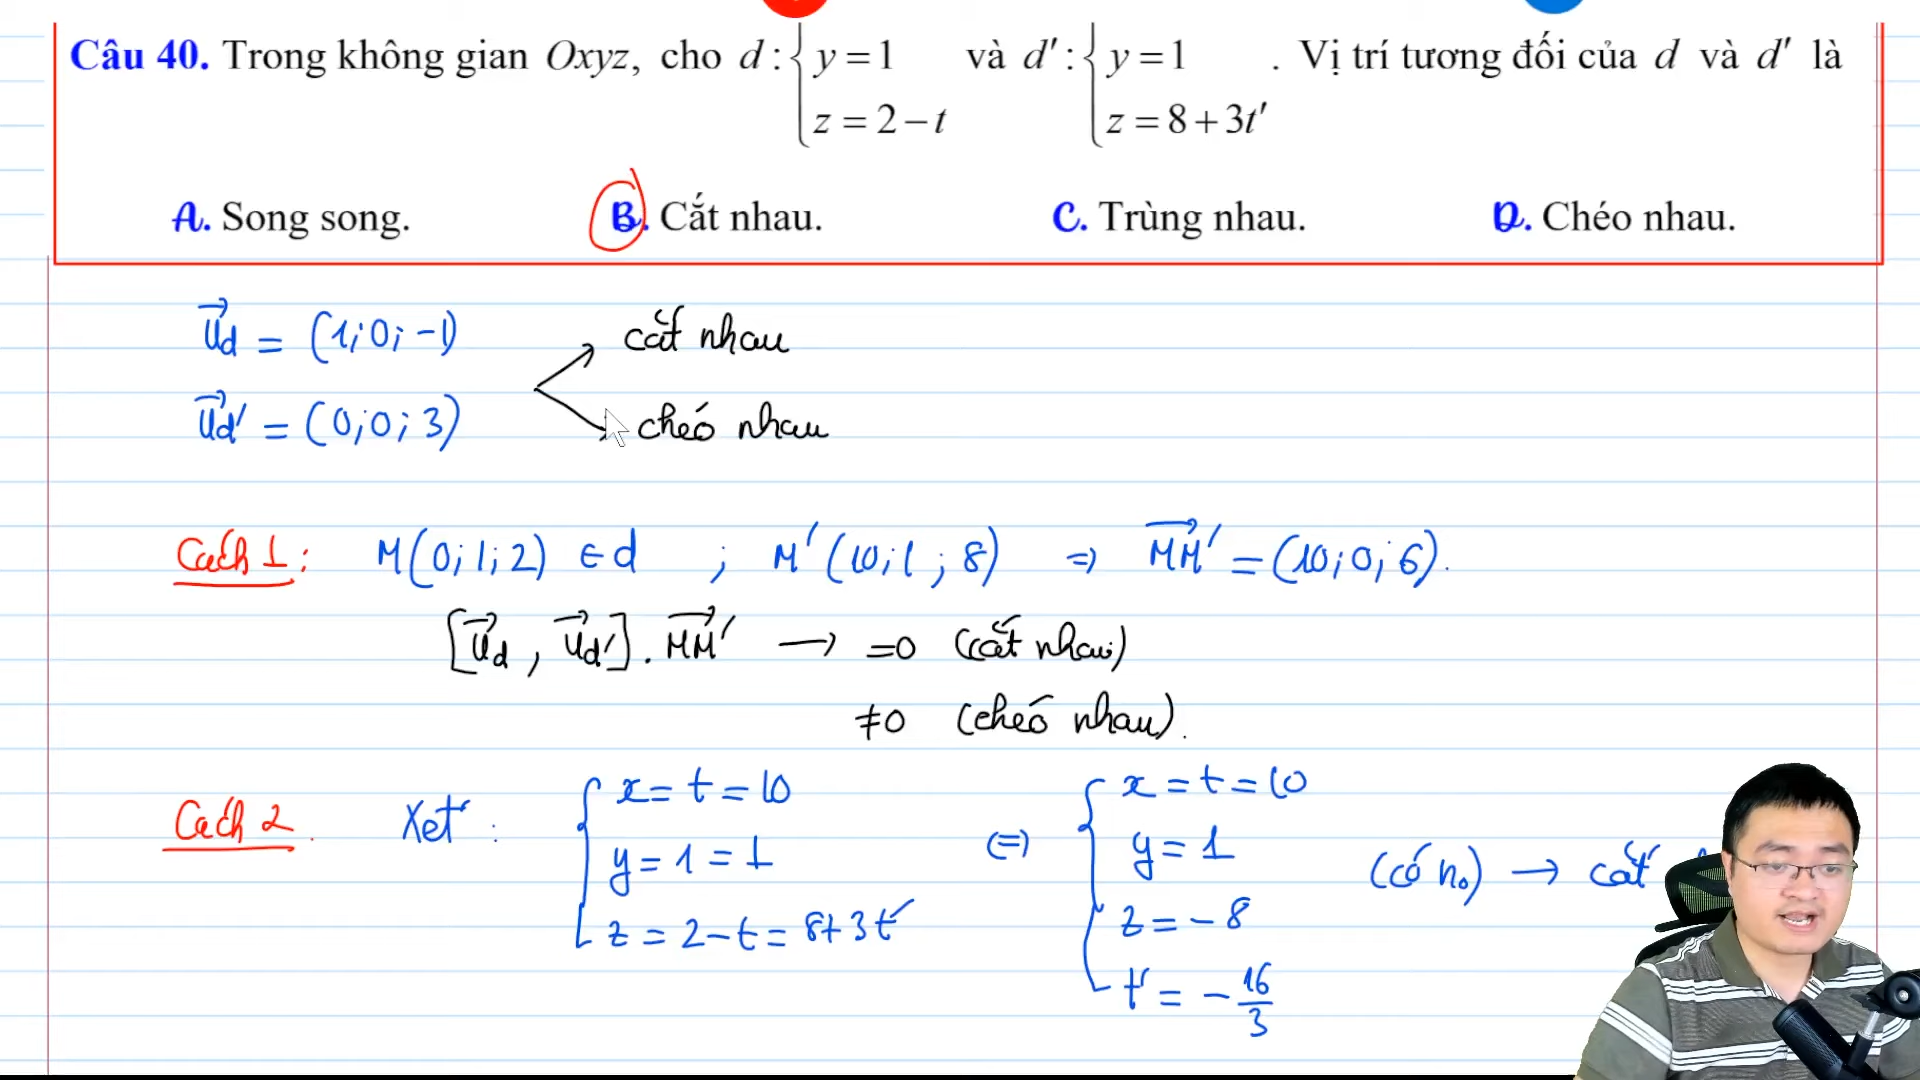 Câu 40. Trong không gian Oxyz, cho d: { y = 1 và d′: { y = 1 . Vị trí tương đối của d và d′ là
z = 2 − t z = 8 + 3t′
A. Song song. B. Cắt nhau. C. Trùng nhau. D. Chéo nhau.
u⃗d = (1; 0; −1) cắt nhau
u⃗d′ = (0; 0; 3) chéo nhau
Cách 1: M(0; 1; 2) ∈ d ; M′(10; 1; 8) ⇒ MM′⃗ = (10; 0; 6).
[u⃗d, u⃗d′] . MM′⃗ → = 0 (cắt nhau)
≠ 0 (chéo nhau).
x = t = 10 x = t = 10
Cách 2. Xét: y = 1 = 1 (=) y = 1 (có n₀) → cắt
z = 2 − t = 8 + 3t′ z = −8
t′ = −16/3